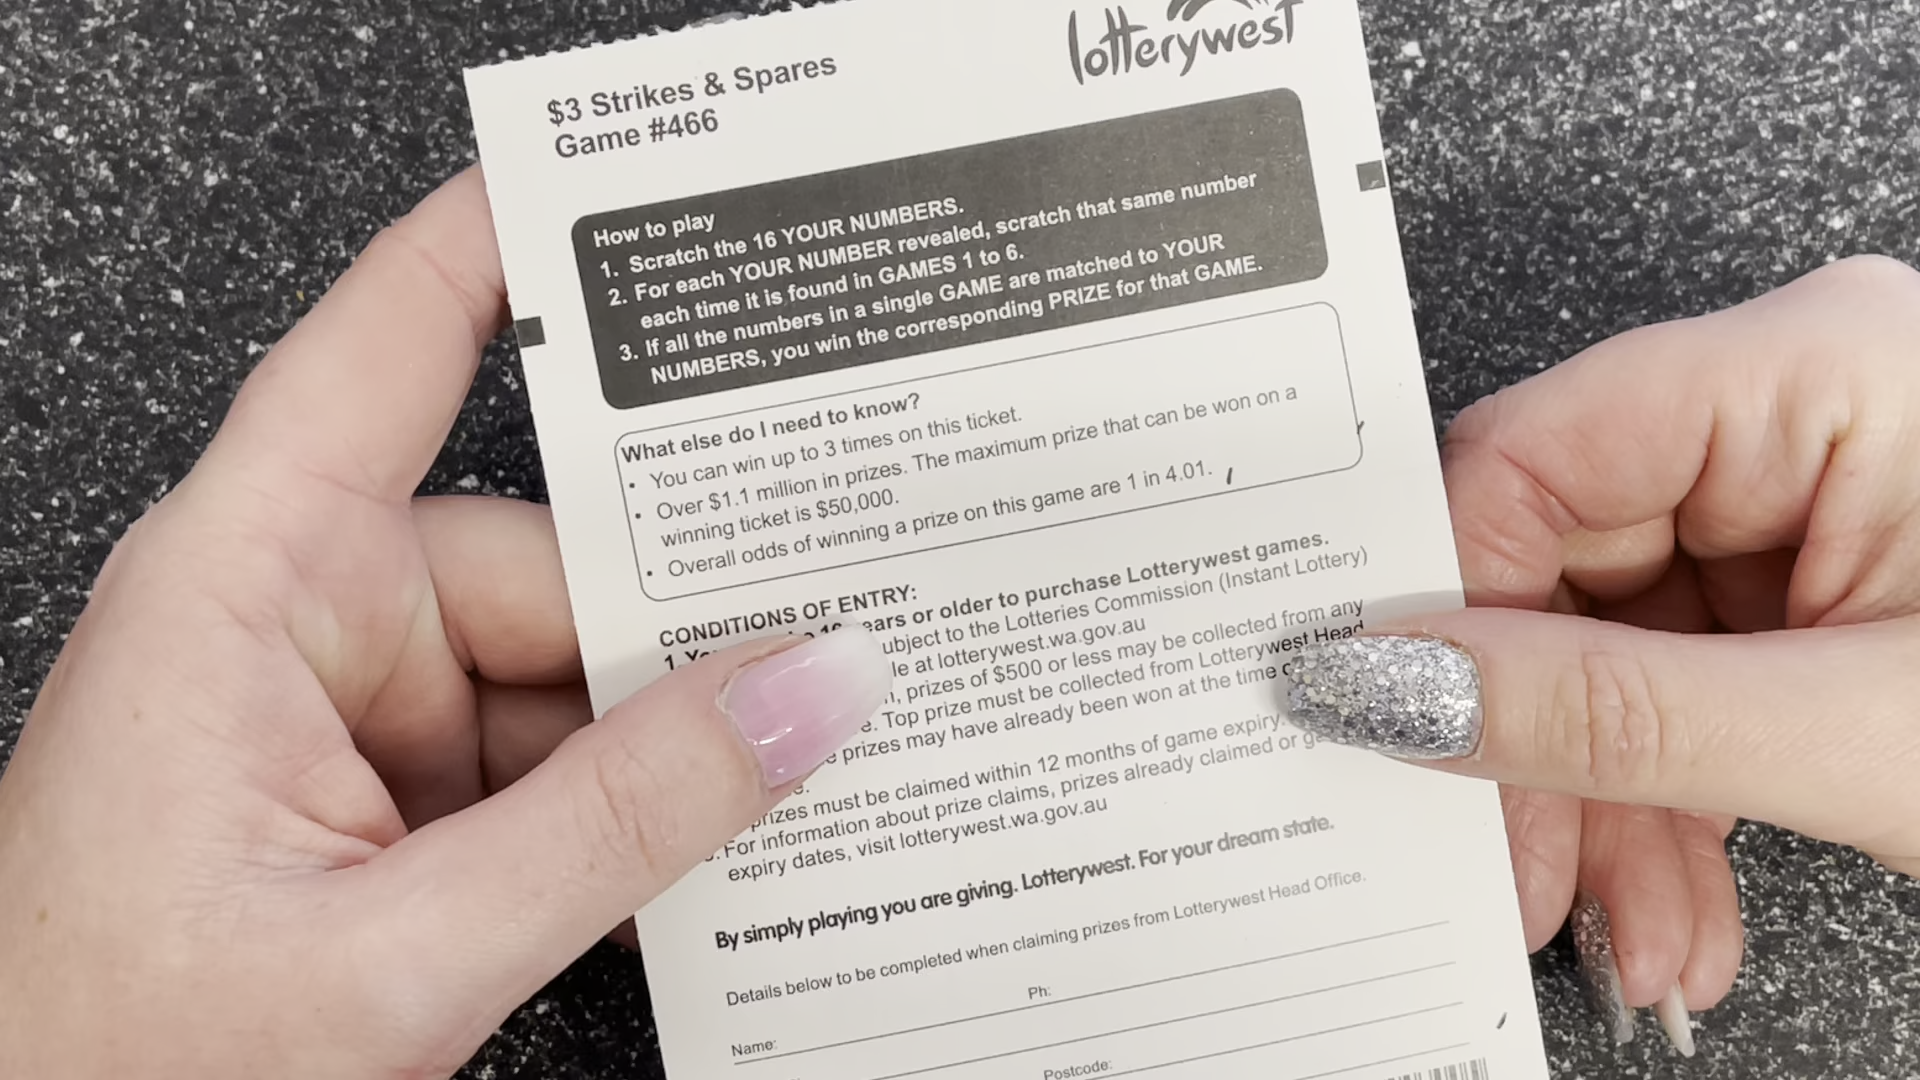 lotterywest
$3 Strikes & Spares
Game #466
How to play
1. Scratch the 16 YOUR NUMBERS.
2. For each YOUR NUMBER revealed, scratch that same number
each time it is found in GAMES 1 to 6.
3. If all the numbers in a single GAME are matched to YOUR
NUMBERS, you win the corresponding PRIZE for that GAME.
What else do I need to know?
• You can win up to 3 times on this ticket.
• Over $1.1 million in prizes. The maximum prize that can be won on a
winning ticket is $50,000.
• Overall odds of winning a prize on this game are 1 in 4.01.
CONDITIONS OF ENTRY:
1. or older to purchase Lotterywest games.
to the Lotteries Commission (Instant Lottery)
at lotterywest.wa.gov.au
prizes of $500 or less may be collected from any
Top prize must be collected from Lotterywest Head
prizes may have already been won at the time
must be claimed within 12 months of game expiry.
For information about prize claims, prizes already claimed or
expiry dates, visit lotterywest.wa.gov.au
By simply playing you are giving. Lotterywest. For your dream state.
Details below to be completed when claiming prizes from Lotterywest Head Office.
Name: Ph:
Postcode: